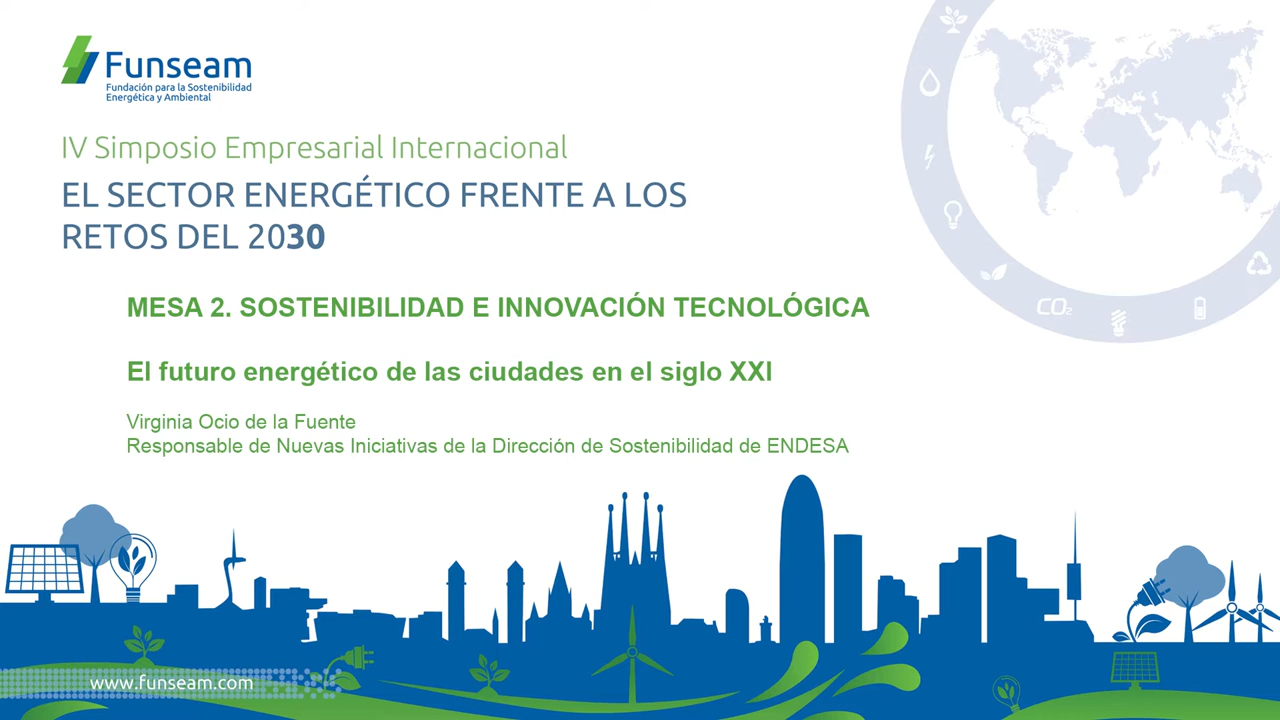 Funseam
Fundación para la Sostenibilidad
Energética y Ambiental
IV Simposio Empresarial Internacional
EL SECTOR ENERGÉTICO FRENTE A LOS
RETOS DEL 2030
CO₂
MESA 2. SOSTENIBILIDAD E INNOVACIÓN TECNOLÓGICA
El futuro energético de las ciudades en el siglo XXI
Virginia Ocio de la Fuente
Responsable de Nuevas Iniciativas de la Dirección de Sostenibilidad de ENDESA
www.funseam.com